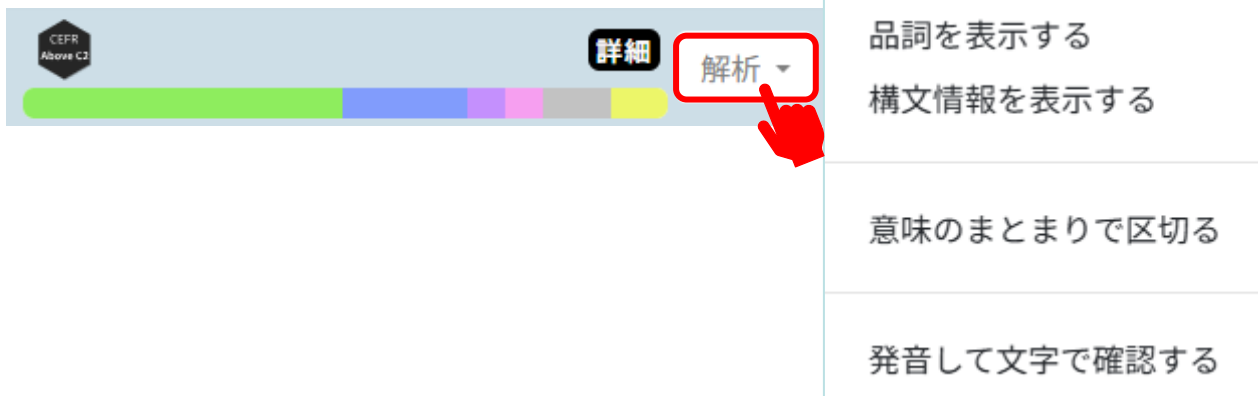 CEFR
Above C2
詳細
解析
品詞を表示する
構文情報を表示する
意味のまとまりで区切る
発音して文字で確認する